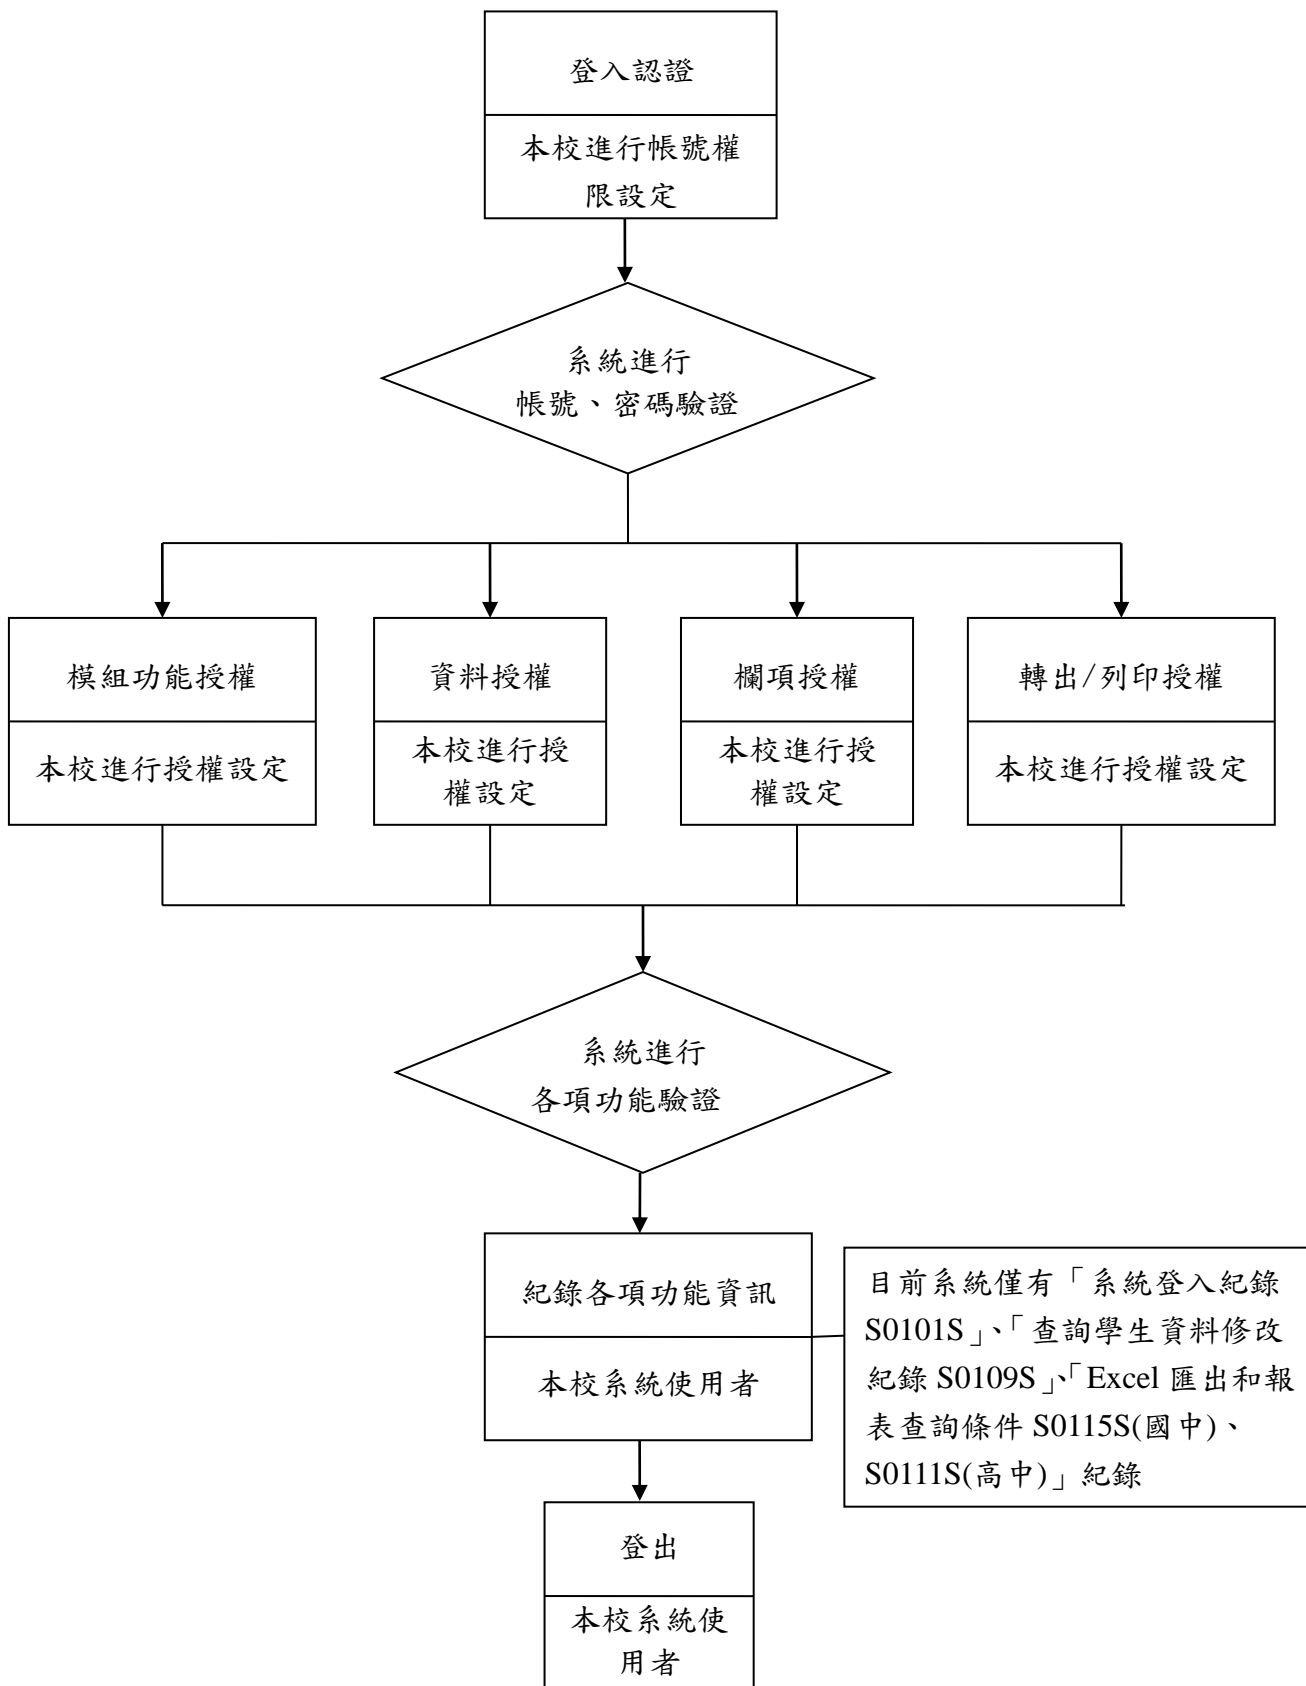 登入認證
本校進行帳號權
限設定
系統進行
帳號、密碼驗證
模組功能授權
本校進行授權設定
資料授權
本校進行授
權設定
欄項授權
本校進行授
權設定
轉出/列印授權
本校進行授權設定
系統進行
各項功能驗證
紀錄各項功能資訊
本校系統使用者
目前系統僅有「系統登入紀錄
S0101S」、「查詢學生資料修改
紀錄 S0109S」、「Excel 匯出和報
表查詢條件 S0115S(國中)、
S0111S(高中)」紀錄
登出
本校系統使
用者